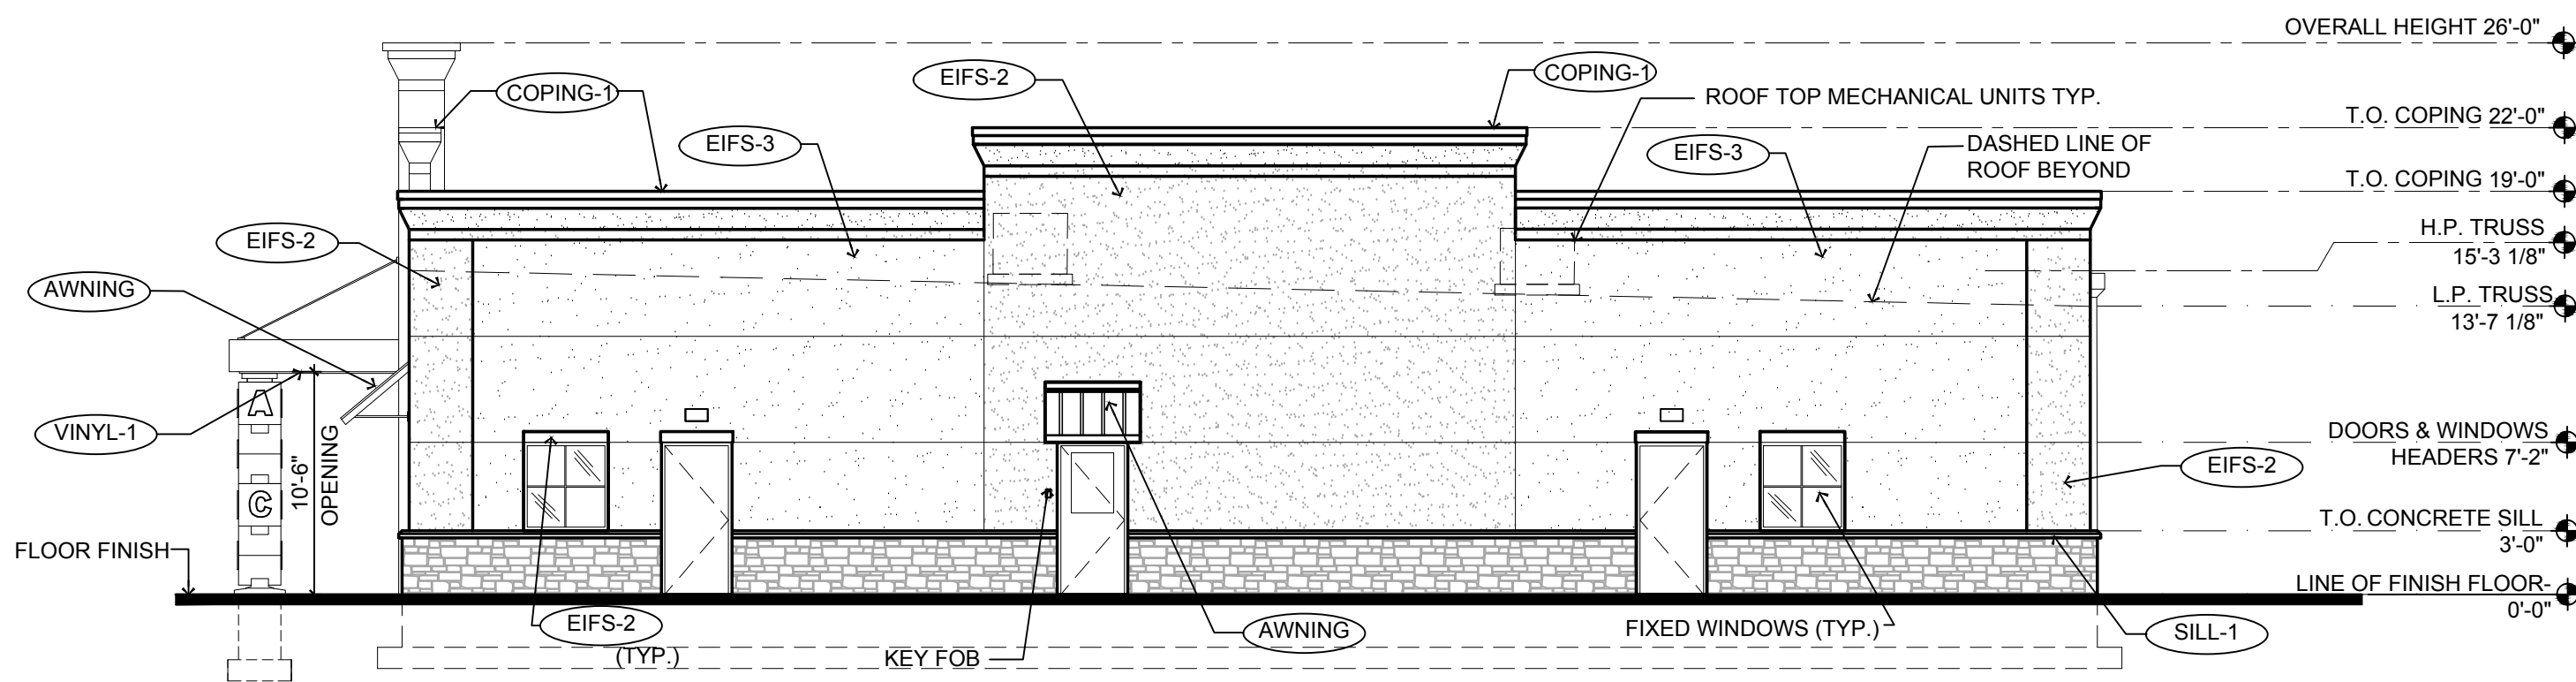 OVERALL HEIGHT 26'-0"
COPING-1
EIFS-2
COPING-1
ROOF TOP MECHANICAL UNITS TYP.
T.O. COPING 22'-0"
EIFS-3
EIFS-3
DASHED LINE OF
ROOF BEYOND
T.O. COPING 19'-0"
EIFS-2
H.P. TRUSS
15'-3 1/8"
AWNING
L.P. TRUSS
13'-7 1/8"
A
VINYL-1
DOORS & WINDOWS
HEADERS 7'-2"
EIFS-2
10'-6"
OPENING
C
T.O. CONCRETE SILL
3'-0"
FLOOR FINISH
LINE OF FINISH FLOOR-
0'-0"
EIFS-2
(TYP.)
KEY FOB
AWNING
FIXED WINDOWS (TYP.)
SILL-1